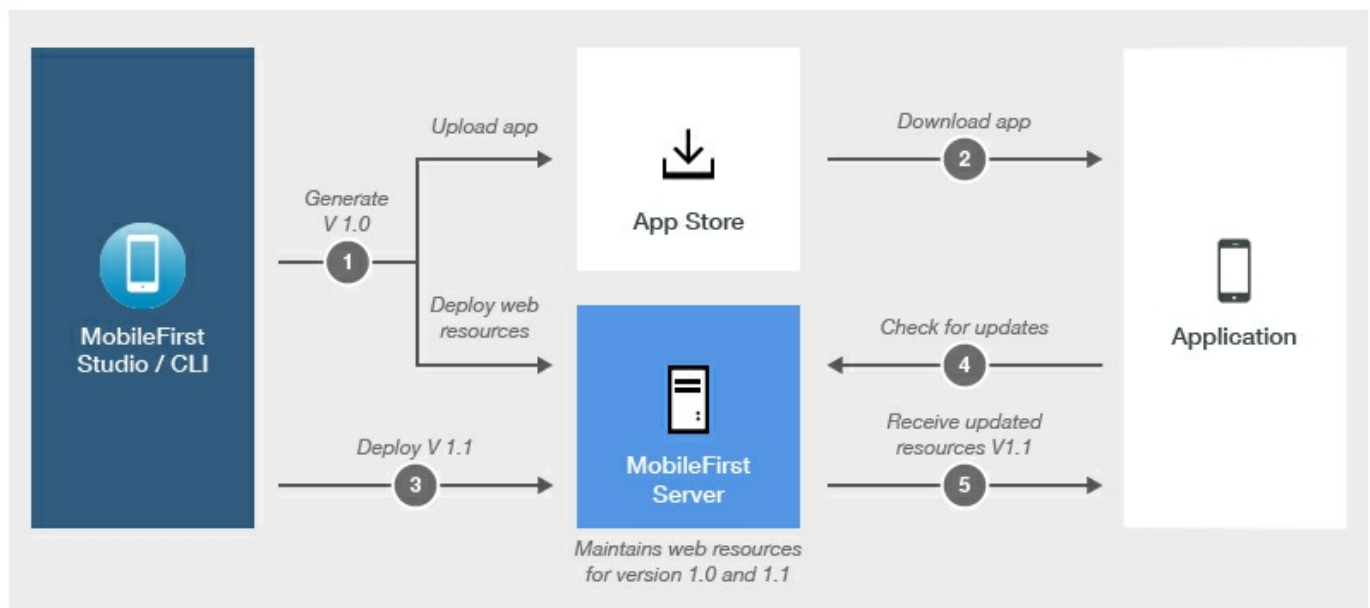 Upload app
Download app
2
Generate
V 1.0
1
App Store
MobileFirst
Studio / CLI
Deploy web
resources
Check for updates
4
Application
Deploy V 1.1
3
MobileFirst
Server
Receive updated
resources V1.1
5
Maintains web resources
for version 1.0 and 1.1